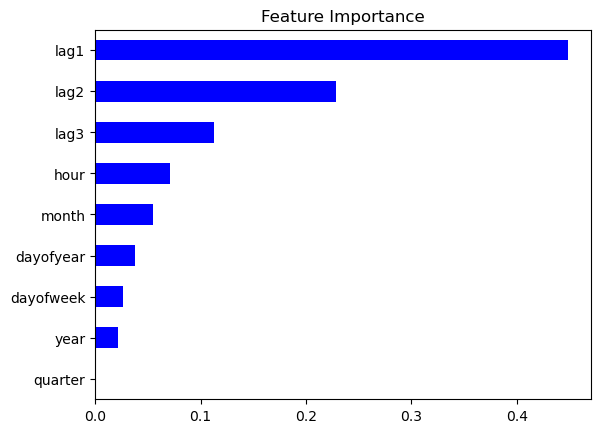 Feature Importance
lag1
lag2
lag3
hour
month
dayofyear
dayofweek
year
quarter
0.0 0.1 0.2 0.3 0.4